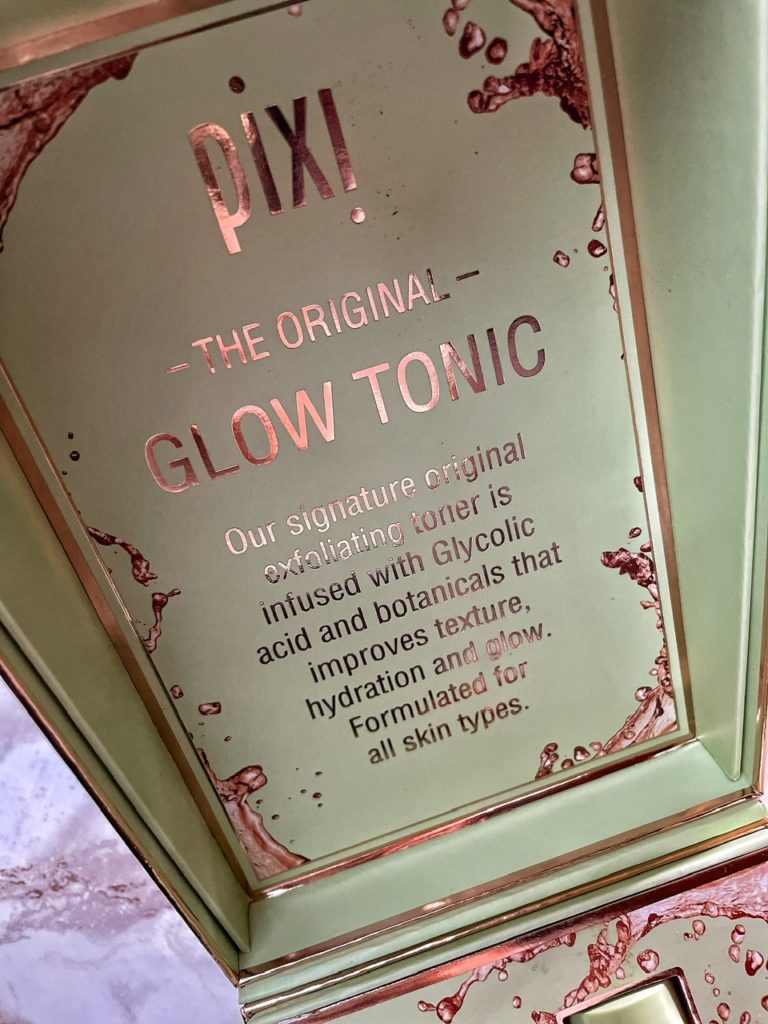 pixi
– THE ORIGINAL –
GLOW TONIC
Our signature original
exfoliating toner is
infused with Glycolic
acid and botanicals that
improves texture,
hydration and glow.
Formulated for
all skin types.